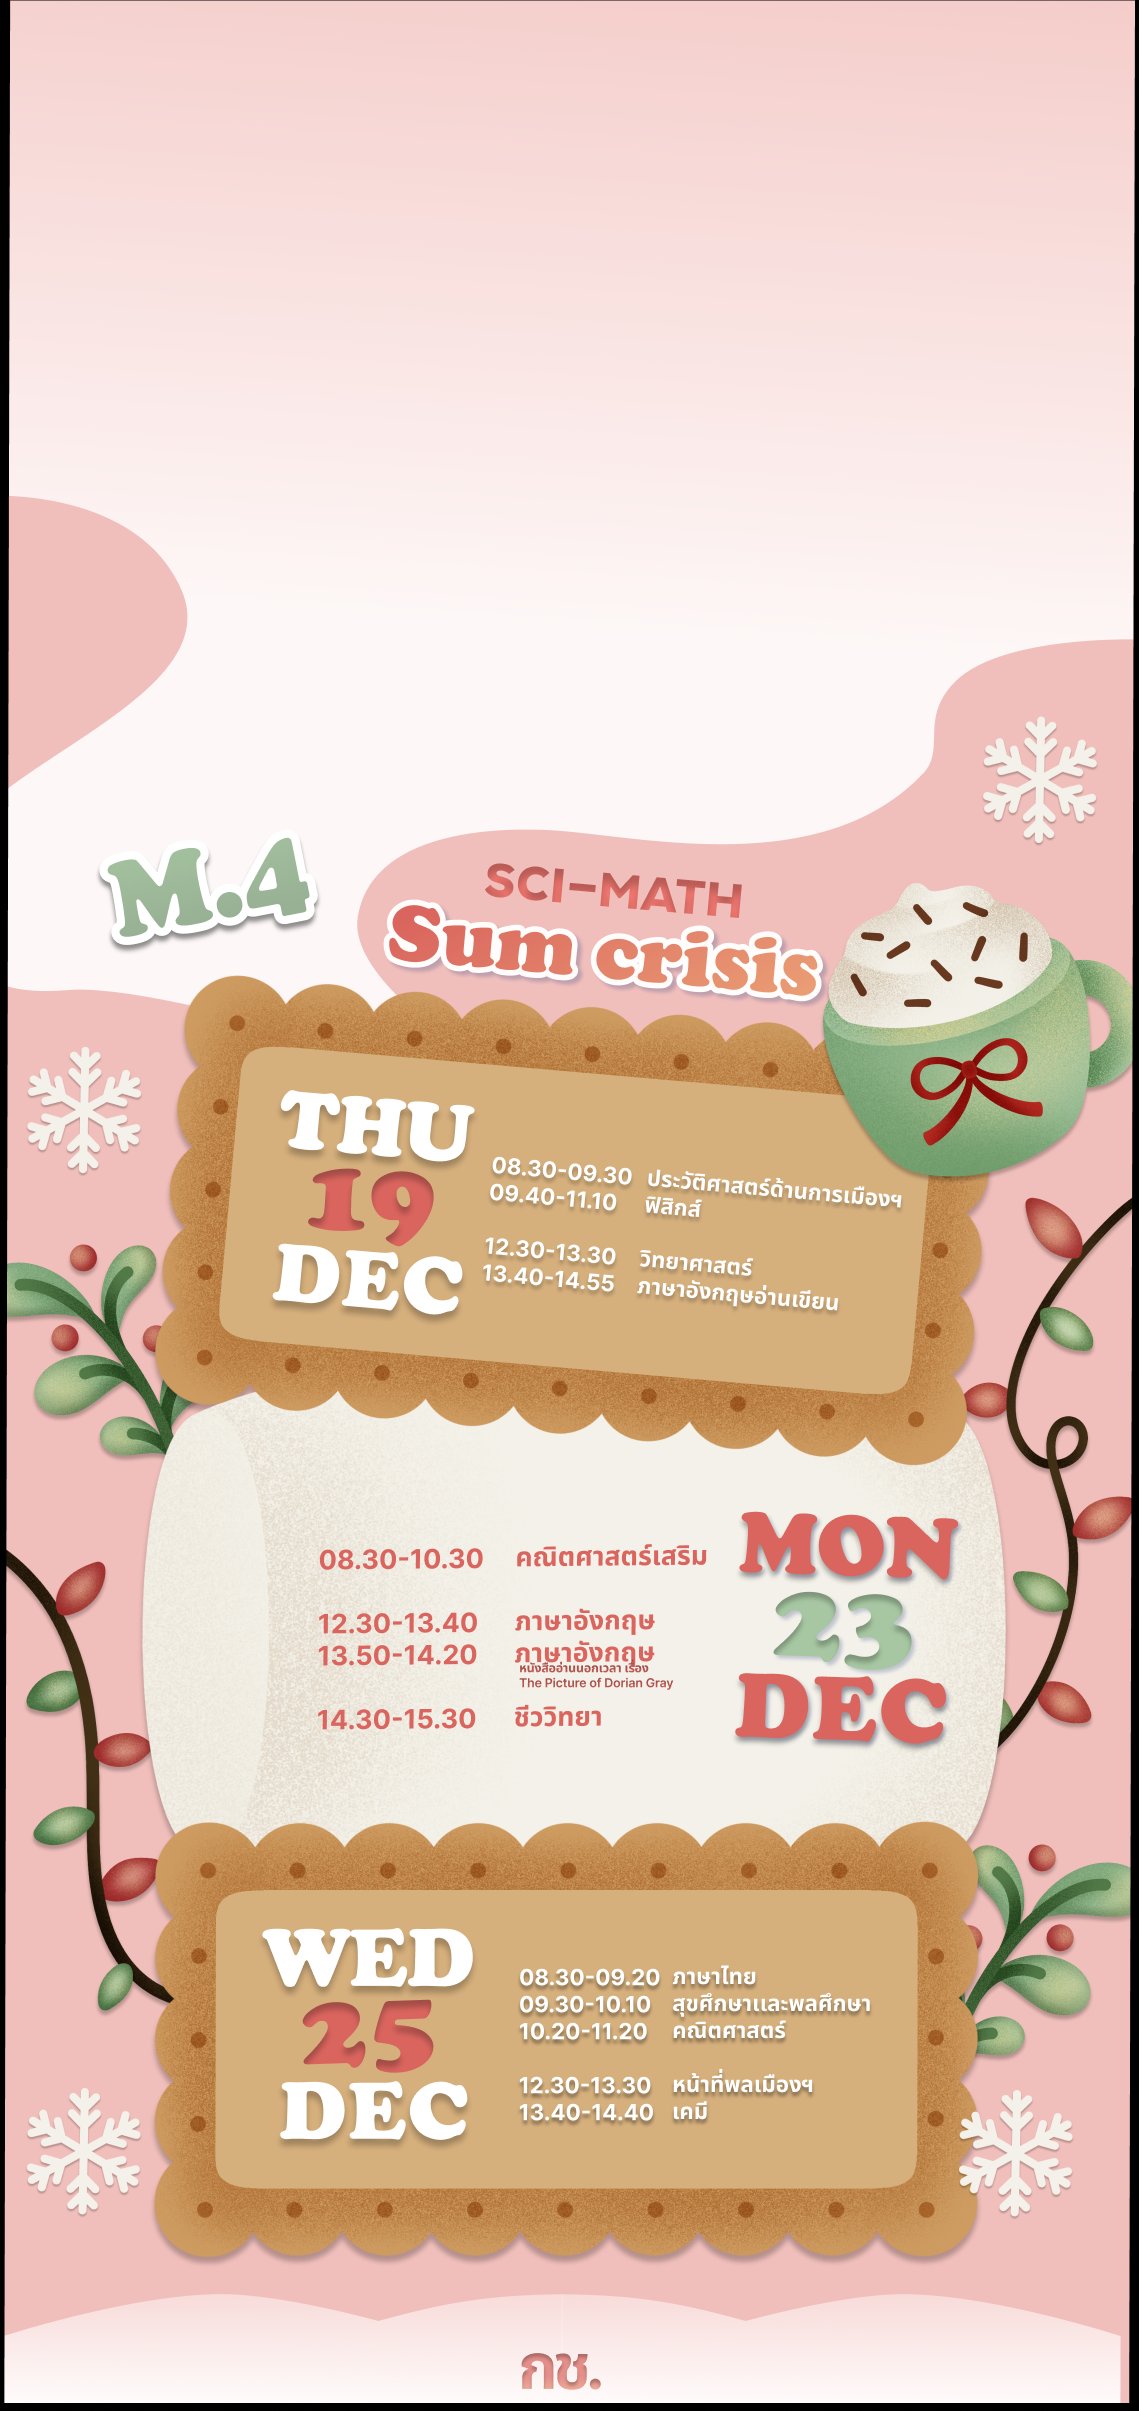 M.4
SCI-MATH
Sum crisis
THU
19
DEC
08.30-09.30 ประวัติศาสตร์ด้านการเมืองฯ
09.40-11.10 ฟิสิกส์
12.30-13.30 วิทยาศาสตร์
13.40-14.55 ภาษาอังกฤษอ่านเขียน
MON
23
DEC
08.30-10.30 คณิตศาสตร์เสริม
12.30-13.40 ภาษาอังกฤษ
13.50-14.20 ภาษาอังกฤษ
หนังสืออ่านนอกเวลา เรื่อง
The Picture of Dorian Gray
14.30-15.30 ชีววิทยา
WED
25
DEC
08.30-09.20 ภาษาไทย
09.30-10.10 สุขศึกษาและพลศึกษา
10.20-11.20 คณิตศาสตร์
12.30-13.30 หน้าที่พลเมืองฯ
13.40-14.40 เคมี
กช.